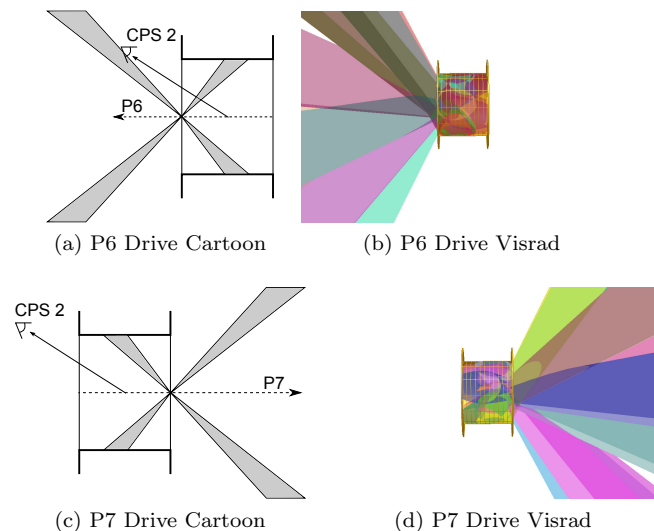 CPS 2
P6
(a) P6 Drive Cartoon
(b) P6 Drive Visrad
CPS 2
P7
(c) P7 Drive Cartoon
(d) P7 Drive Visrad